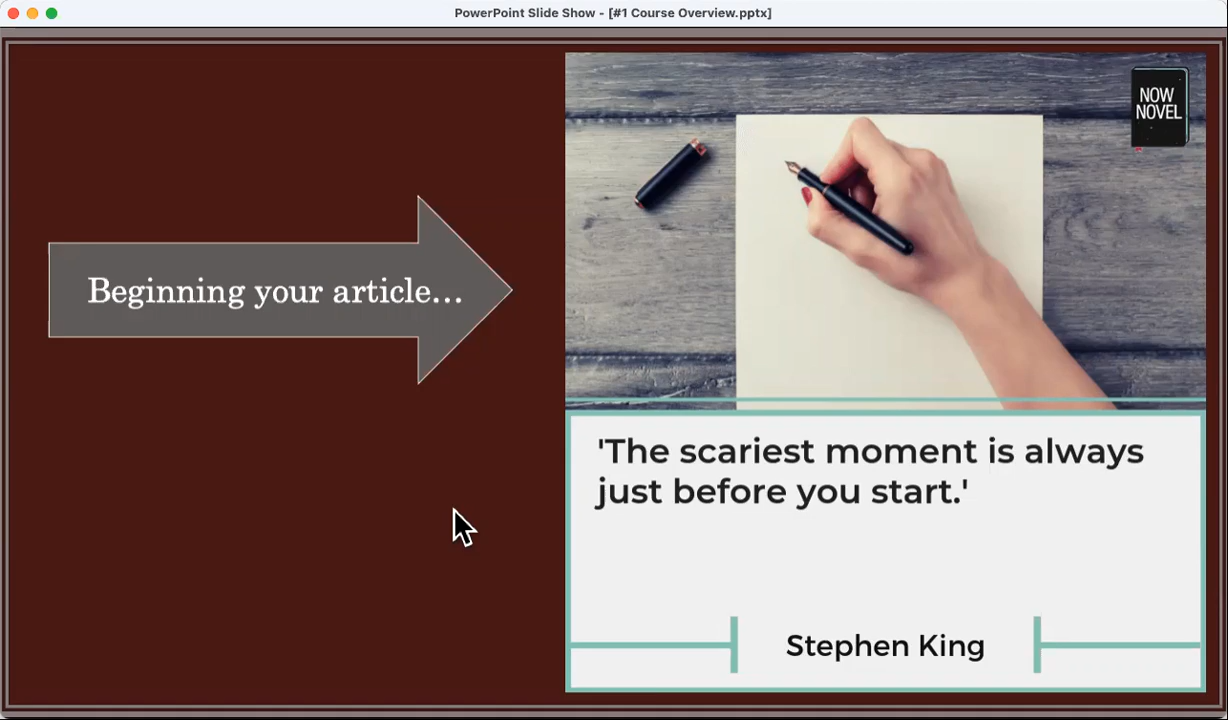 PowerPoint Slide Show - [#1 Course Overview.pptx]
Beginning your article...
NOW
NOVEL
'The scariest moment is always
just before you start.'
Stephen King